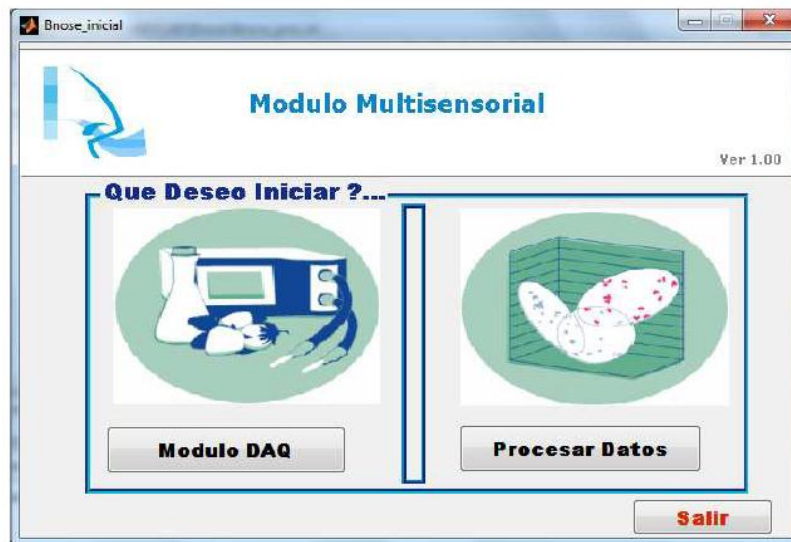 Bnose_inicial
Modulo Multisensorial
Ver 1.00
Que Deseo Iniciar ?...
Modulo DAQ
Procesar Datos
Salir